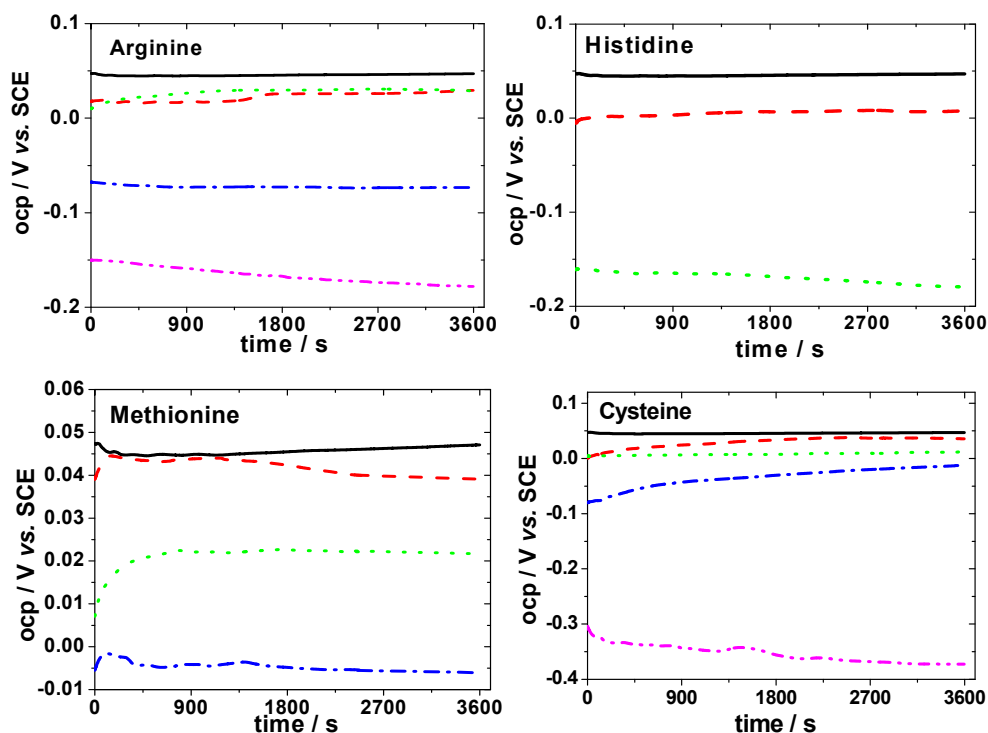 Arginine
ocp / V vs. SCE
0.1
0.0
-0.1
-0.2
0 900 1800 2700 3600
time / s
Histidine
ocp / V vs. SCE
0.1
0.0
-0.1
-0.2
0 900 1800 2700 3600
time / s
Methionine
ocp / V vs. SCE
0.06
0.05
0.04
0.03
0.02
0.01
0.00
-0.01
0 900 1800 2700 3600
time / s
Cysteine
ocp / V vs. SCE
0.1
0.0
-0.1
-0.2
-0.3
-0.4
0 900 1800 2700 3600
time / s